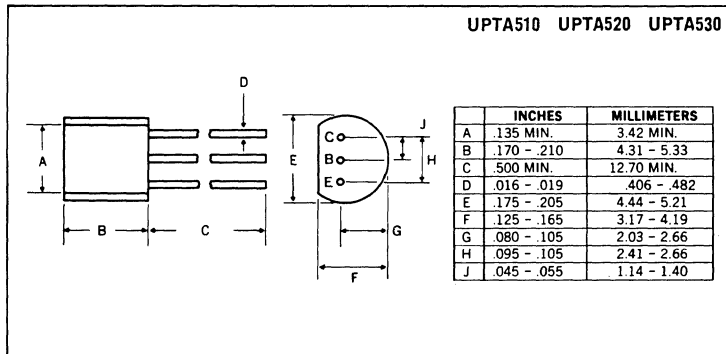 UPTA510 UPTA520 UPTA530
D
A
B
C
E
C
B
E
J
H
G
F
INCHES MILLIMETERS
A .135 MIN. 3.42 MIN.
B .170 - .210 4.31 - 5.33
C .500 MIN. 12.70 MIN.
D .016 - .019 .406 - .482
E .175 - .205 4.44 - 5.21
F .125 - .165 3.17 - 4.19
G .080 - .105 2.03 - 2.66
H .095 - .105 2.41 - 2.66
J .045 - .055 1.14 - 1.40